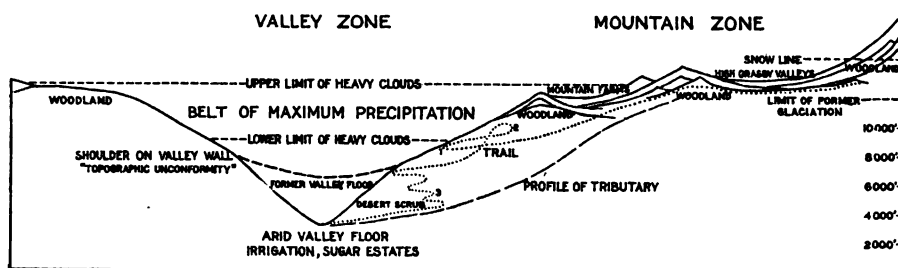 VALLEY ZONE
MOUNTAIN ZONE
SNOW LINE
UPPER LIMIT OF HEAVY CLOUDS
HIGH GRASSY VALLEYS
WOODLAND
WOODLAND
MOUNTAIN
WOODLAND
LIMIT OF FORMER
GLACIATION
BELT OF MAXIMUM PRECIPITATION
WOODLAND
10000'
LOWER LIMIT OF HEAVY CLOUDS
2
1
TRAIL
SHOULDER ON VALLEY WALL
"TOPOGRAPHIC UNCONFORMITY"
8000'
FORMER VALLEY FLOOR
PROFILE OF TRIBUTARY
3
DESERT SCRUB
6000'
4000'
ARID VALLEY FLOOR
IRRIGATION, SUGAR ESTATES
2000'